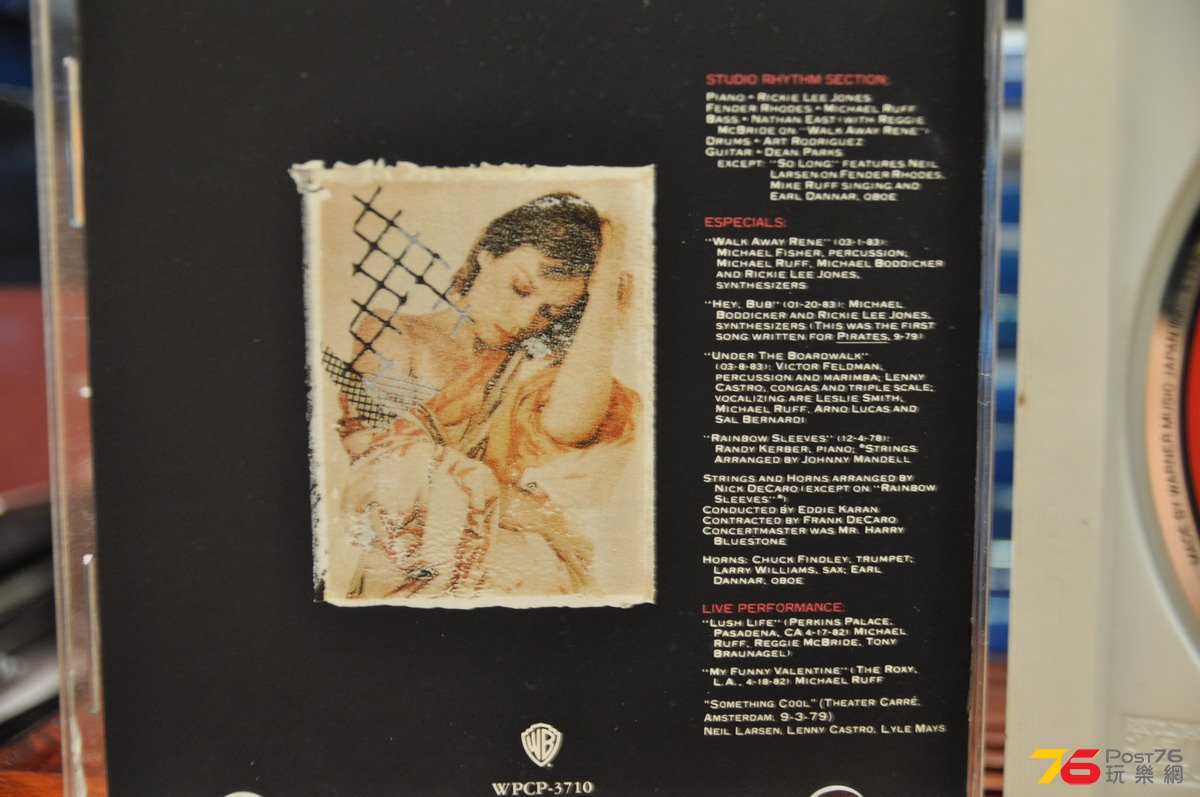 STUDIO RHYTHM SECTION:
PIANO • RICKIE LEE JONES
FENDER RHODES • MICHAEL RUFF
BASS • NATHAN EAST (WITH REGGIE
MCBRIDE ON "WALK AWAY RENE")
DRUMS • ART RODRIGUEZ
GUITAR • DEAN PARKS
EXCEPT: "SO LONG" FEATURES NEIL
LARSEN ON FENDER RHODES,
MIKE RUFF SINGING AND
EARL DANNAR, OBOE
ESPECIALS:
"WALK AWAY RENE" (03-1-83):
MICHAEL FISHER, PERCUSSION;
MICHAEL RUFF, MICHAEL BODDICKER
AND RICKIE LEE JONES,
SYNTHESIZERS
"HEY, BUB" (01-20-83): MICHAEL
BODDICKER AND RICKIE LEE JONES,
SYNTHESIZERS (THIS WAS THE FIRST
SONG WRITTEN FOR PIRATES, 9-79)
"UNDER THE BOARDWALK"
(03-8-83): VICTOR FELDMAN,
PERCUSSION AND MARIMBA; LENNY
CASTRO, CONGAS AND TRIPLE SCALE;
VOCALIZING ARE LESLIE SMITH,
MICHAEL RUFF, ARNO LUCAS AND
SAL BERNARDI
"RAINBOW SLEEVES" (12-4-78):
RANDY KERBER, PIANO; *STRINGS
ARRANGED BY JOHNNY MANDELL
STRINGS AND HORNS ARRANGED BY
NICK DECARO (EXCEPT ON "RAINBOW
SLEEVES"*)
CONDUCTED BY EDDIE KARAN
CONTRACTED BY FRANK DECARO
CONCERTMASTER WAS MR. HARRY
BLUESTONE
HORNS: CHUCK FINDLEY, TRUMPET;
LARRY WILLIAMS, SAX; EARL
DANNAR, OBOE
LIVE PERFORMANCE:
"LUSH LIFE" (PERKINS PALACE,
PASADENA, CA 4-17-82) MICHAEL
RUFF, REGGIE MCBRIDE, TONY
BRAUNAGEL)
"MY FUNNY VALENTINE" (THE ROXY,
L.A., 4-18-82) MICHAEL RUFF
"SOMETHING COOL" (THEATER CARRÉ,
AMSTERDAM, 9-3-79)
NEIL LARSEN, LENNY CASTRO, LYLE MAYS
WB
WPCP-3710
MADE BY WARNER MUSIC JAPAN
76 POST76
玩樂網